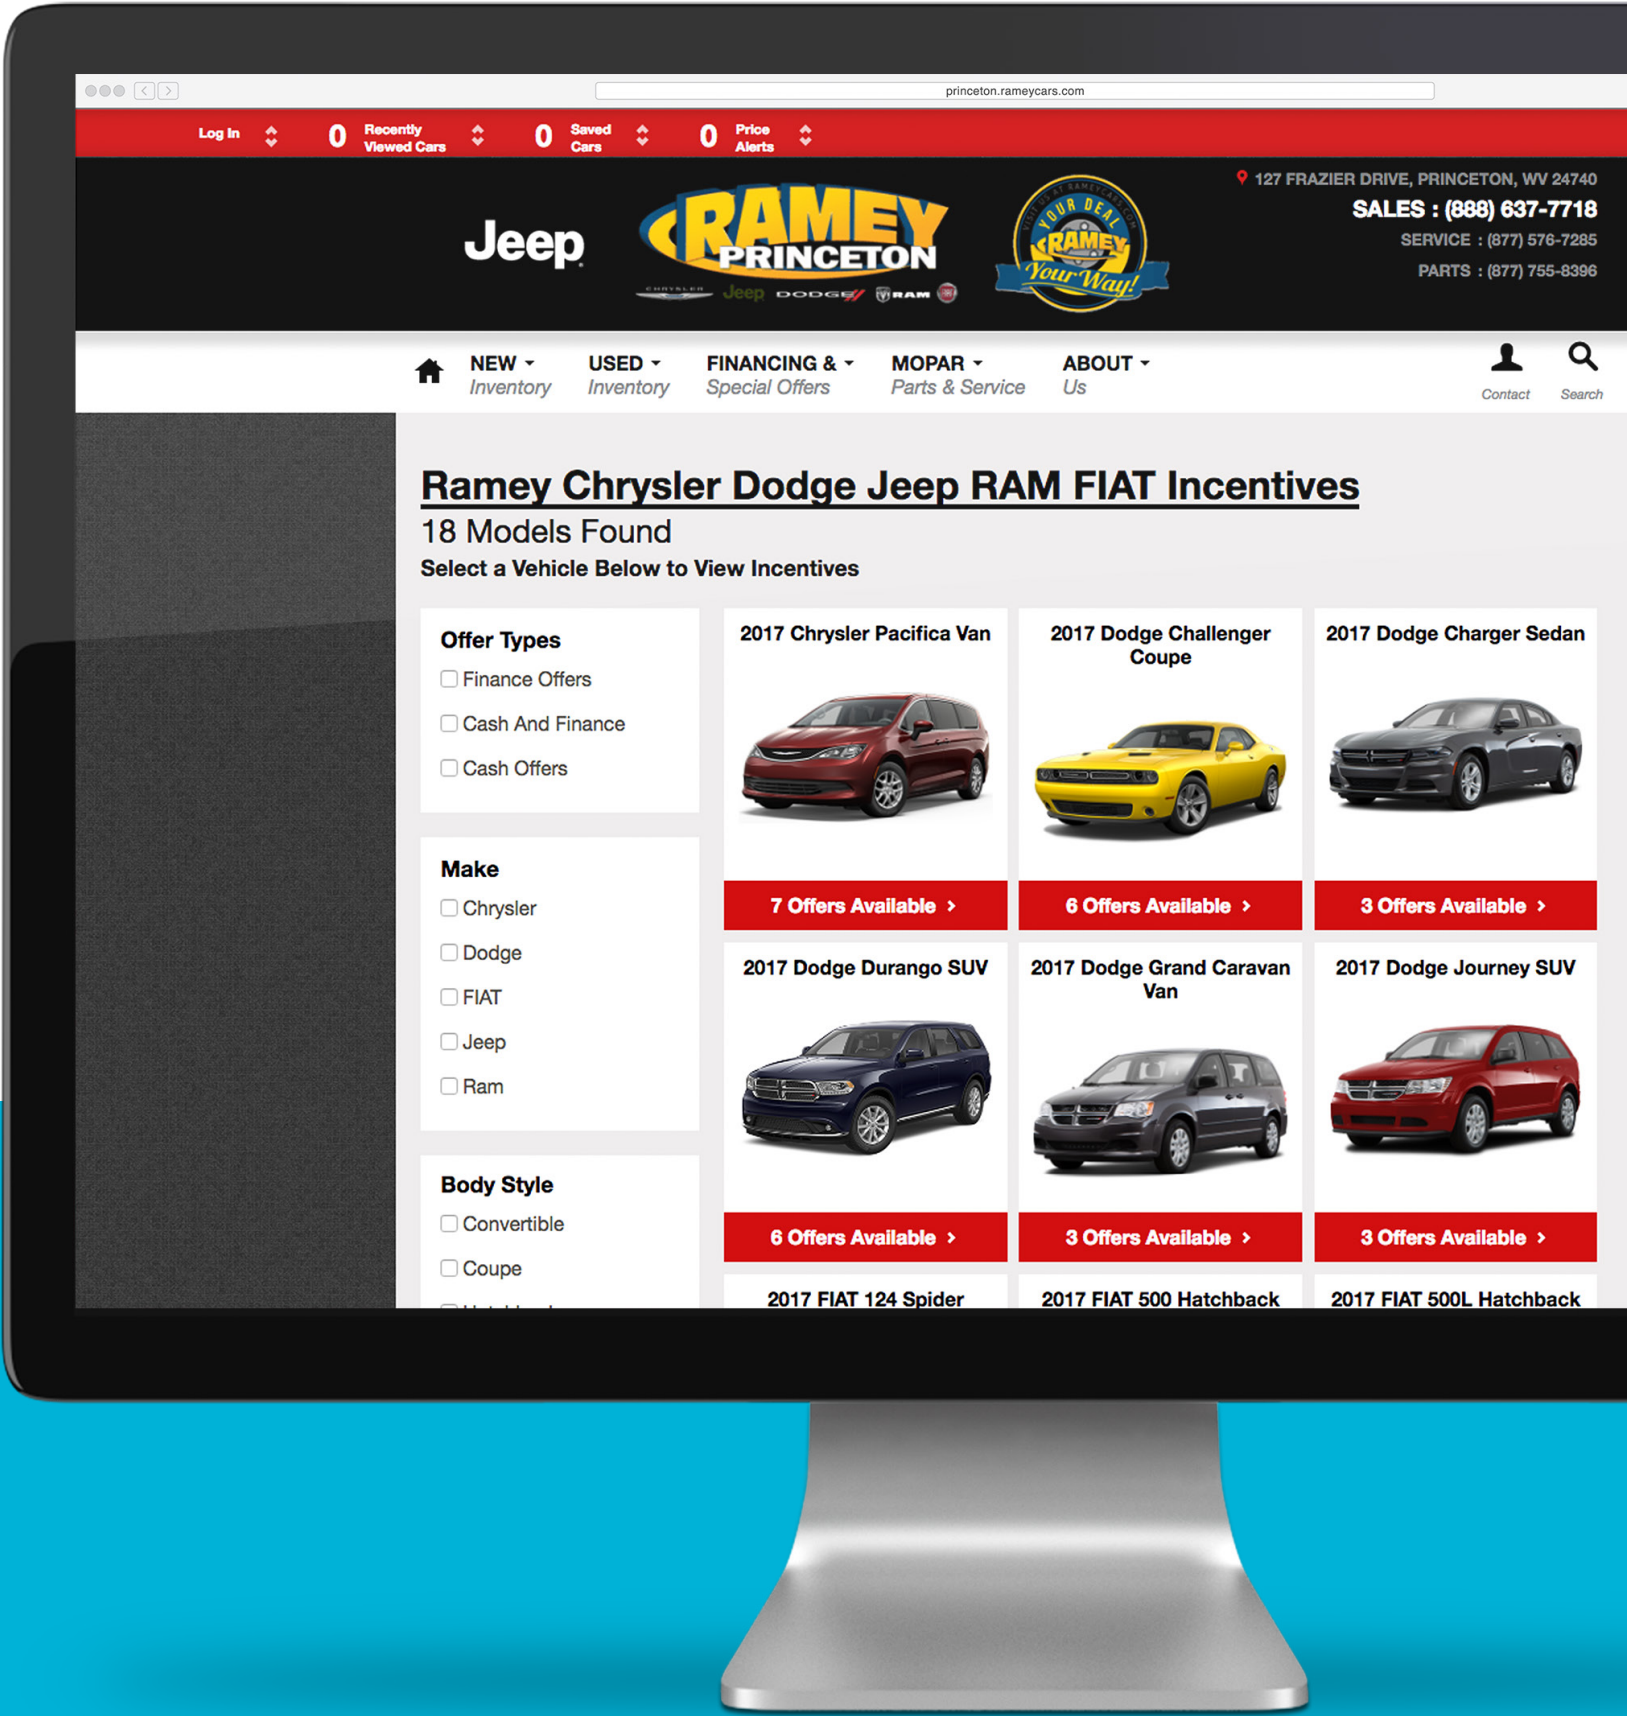 princeton.rameycars.com
Log In
0 Recently Viewed Cars
0 Saved Cars
0 Price Alerts
Jeep
RAMEY
PRINCETON
CHRYSLER Jeep DODGE RAM FIAT
VISIT US AT RAMEYCARS.COM
YOUR DEAL
RAMEY
Your Way!
127 FRAZIER DRIVE, PRINCETON, WV 24740
SALES : (888) 637-7718
SERVICE : (877) 576-7285
PARTS : (877) 755-8396
NEW
Inventory
USED
Inventory
FINANCING &
Special Offers
MOPAR
Parts & Service
ABOUT
Us
Contact
Search
Ramey Chrysler Dodge Jeep RAM FIAT Incentives
18 Models Found
Select a Vehicle Below to View Incentives
Offer Types
Finance Offers
Cash And Finance
Cash Offers
Make
Chrysler
Dodge
FIAT
Jeep
Ram
Body Style
Convertible
Coupe
2017 Chrysler Pacifica Van
7 Offers Available >
2017 Dodge Challenger
Coupe
6 Offers Available >
2017 Dodge Charger Sedan
3 Offers Available >
2017 Dodge Durango SUV
6 Offers Available >
2017 Dodge Grand Caravan
Van
3 Offers Available >
2017 Dodge Journey SUV
3 Offers Available >
2017 FIAT 124 Spider
2017 FIAT 500 Hatchback
2017 FIAT 500L Hatchback